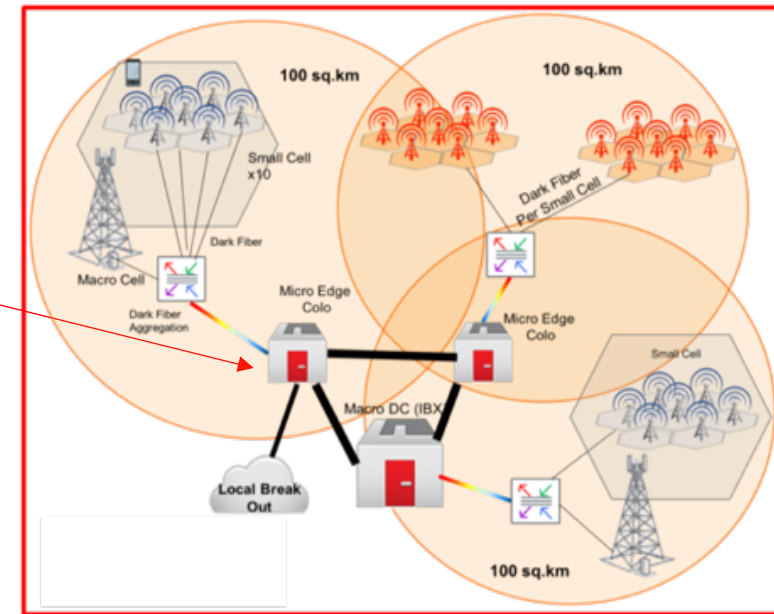 100 sq.km
100 sq.km
Small Cell
x10
Dark Fiber
Per Small Cell
Dark Fiber
Macro Cell
Micro Edge
Colo
Dark Fiber
Aggregation
Micro Edge
Colo
Small Cell
Macro DC (IBX)
Local Break
Out
100 sq.km